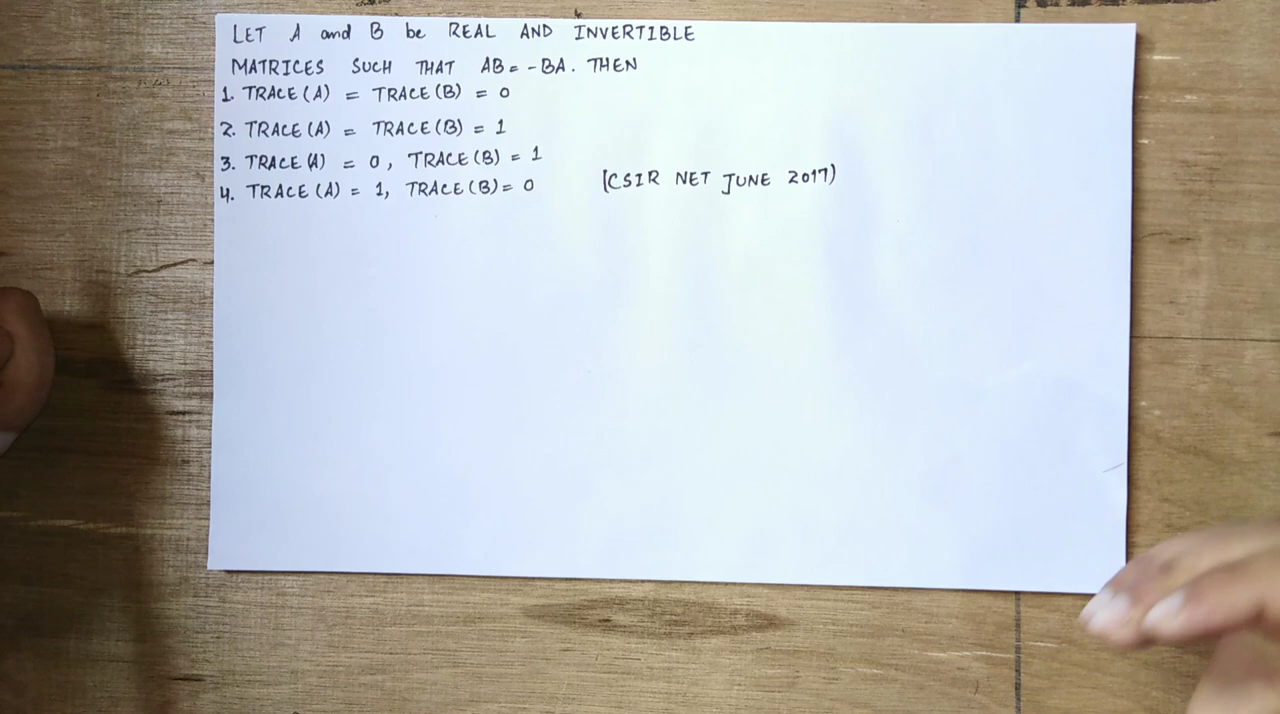 LET A and B be REAL AND INVERTIBLE
MATRICES SUCH THAT AB = -BA. THEN
1. TRACE(A) = TRACE(B) = 0
2. TRACE(A) = TRACE(B) = 1
3. TRACE(A) = 0, TRACE(B) = 1
4. TRACE(A) = 1, TRACE(B) = 0 (CSIR NET JUNE 2017)